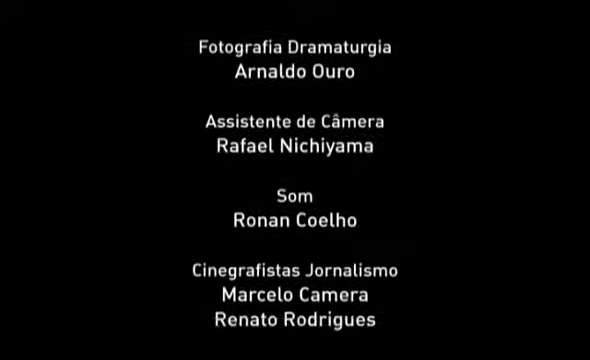 Fotografia Dramaturgia
Arnaldo Ouro
Assistente de Câmera
Rafael Nichiyama
Som
Ronan Coelho
Cinegrafistas Jornalismo
Marcelo Camera
Renato Rodrigues